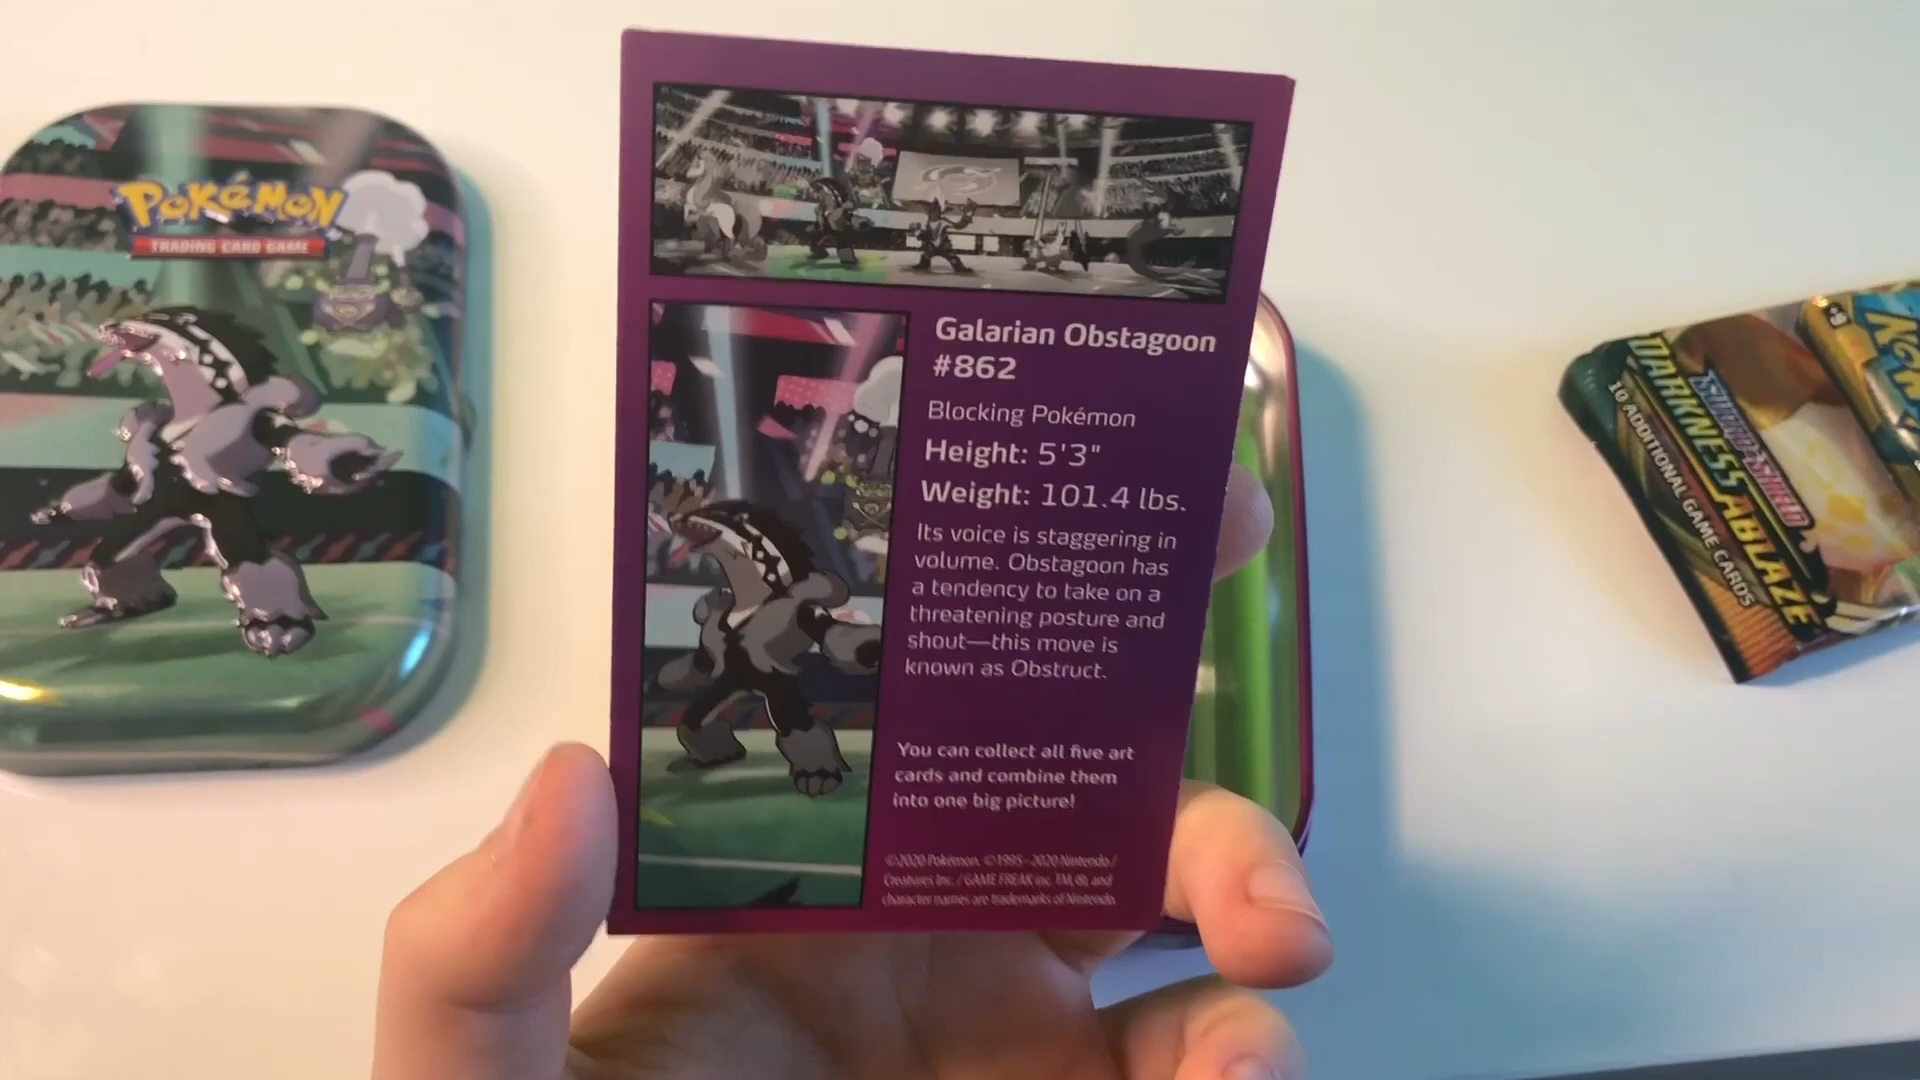 POKéMON
TRADING CARD GAME
Galarian Obstagoon
#862
Blocking Pokémon
Height: 5'3"
Weight: 101.4 lbs.
Its voice is staggering in
volume. Obstagoon has
a tendency to take on a
threatening posture and
shout—this move is
known as Obstruct.
You can collect all five art
cards and combine them
into one big picture!
©2020 Pokémon. ©1995–2020 Nintendo /
Creatures Inc. / GAME FREAK inc. TM, ®, and
character names are trademarks of Nintendo.
SWORD & SHIELD
DARKNESS ABLAZE
10 ADDITIONAL GAME CARDS